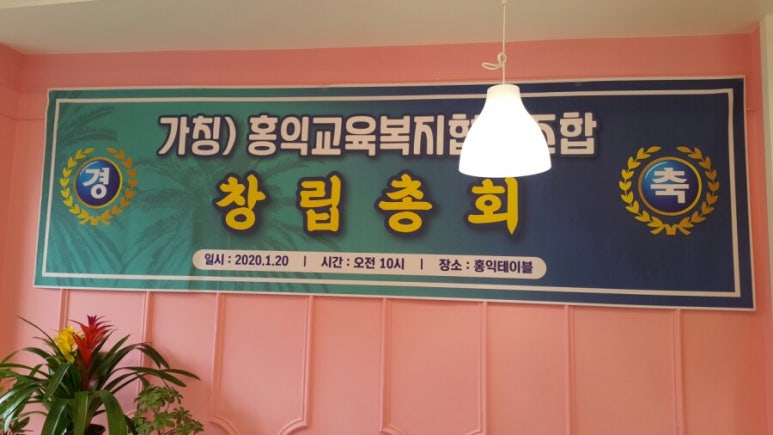 가칭) 홍익교육복지협 조합
경
창립총회
축
일시 : 2020.1.20 | 시간 : 오전 10시 | 장소 : 홍익테이블